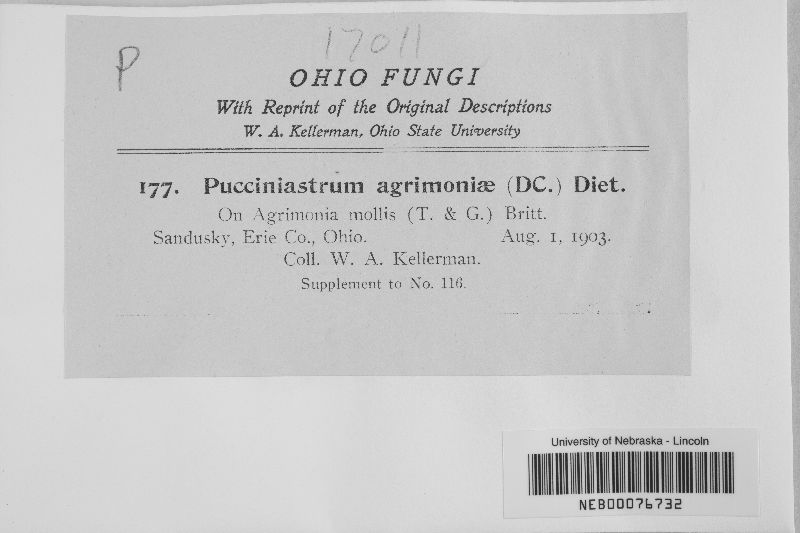 P
17011
OHIO FUNGI
With Reprint of the Original Descriptions
W. A. Kellerman, Ohio State University
177. Pucciniastrum agrimoniæ (DC.) Diet.
On Agrimonia mollis (T. & G.) Britt.
Sandusky, Erie Co., Ohio. Aug. 1, 1903.
Coll. W. A. Kellerman.
Supplement to No. 116.
University of Nebraska - Lincoln
NEB00076732